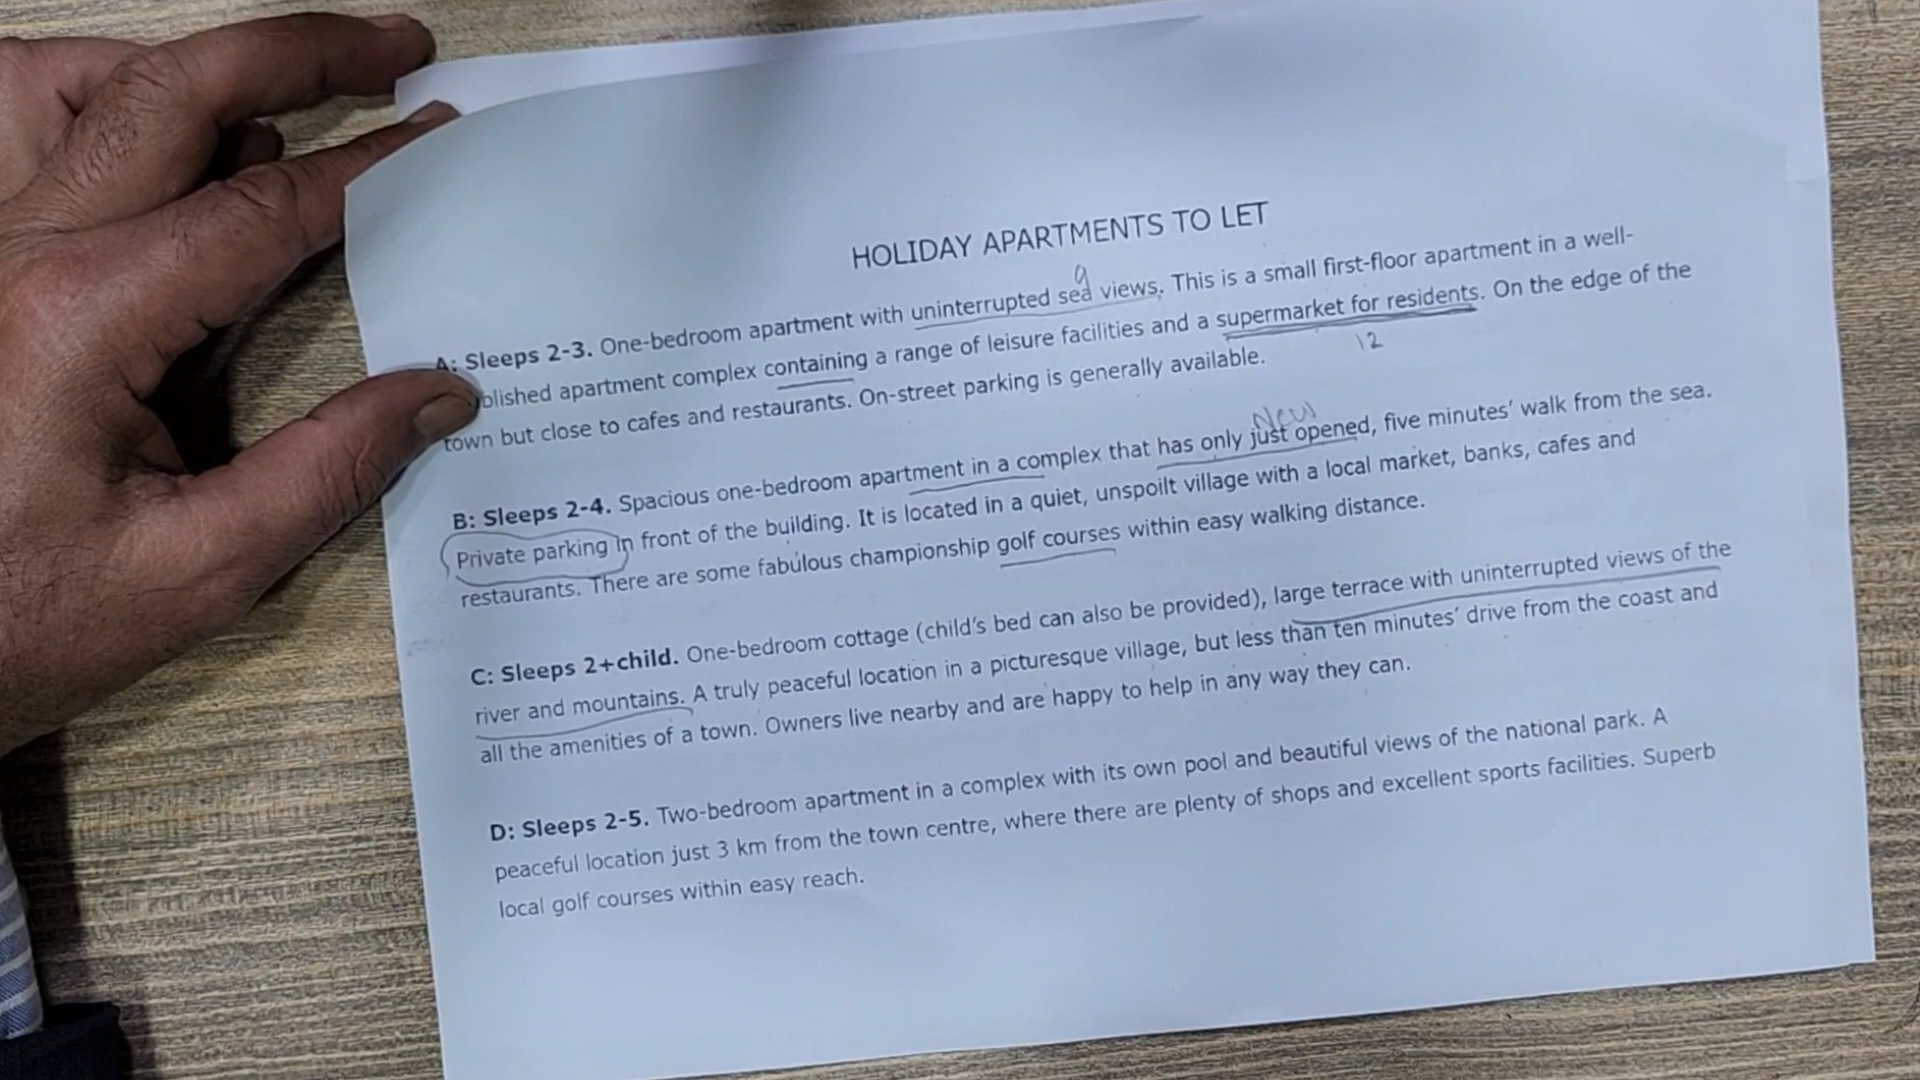 HOLIDAY APARTMENTS TO LET
9
A: Sleeps 2-3. One-bedroom apartment with uninterrupted sea views. This is a small first-floor apartment in a well-
blished apartment complex containing a range of leisure facilities and a supermarket for residents. On the edge of the
12
town but close to cafes and restaurants. On-street parking is generally available.
New
B: Sleeps 2-4. Spacious one-bedroom apartment in a complex that has only just opened, five minutes' walk from the sea.
Private parking in front of the building. It is located in a quiet, unspoilt village with a local market, banks, cafes and
restaurants. There are some fabulous championship golf courses within easy walking distance.
C: Sleeps 2+child. One-bedroom cottage (child's bed can also be provided), large terrace with uninterrupted views of the
river and mountains. A truly peaceful location in a picturesque village, but less than ten minutes' drive from the coast and
all the amenities of a town. Owners live nearby and are happy to help in any way they can.
D: Sleeps 2-5. Two-bedroom apartment in a complex with its own pool and beautiful views of the national park. A
peaceful location just 3 km from the town centre, where there are plenty of shops and excellent sports facilities. Superb
local golf courses within easy reach.